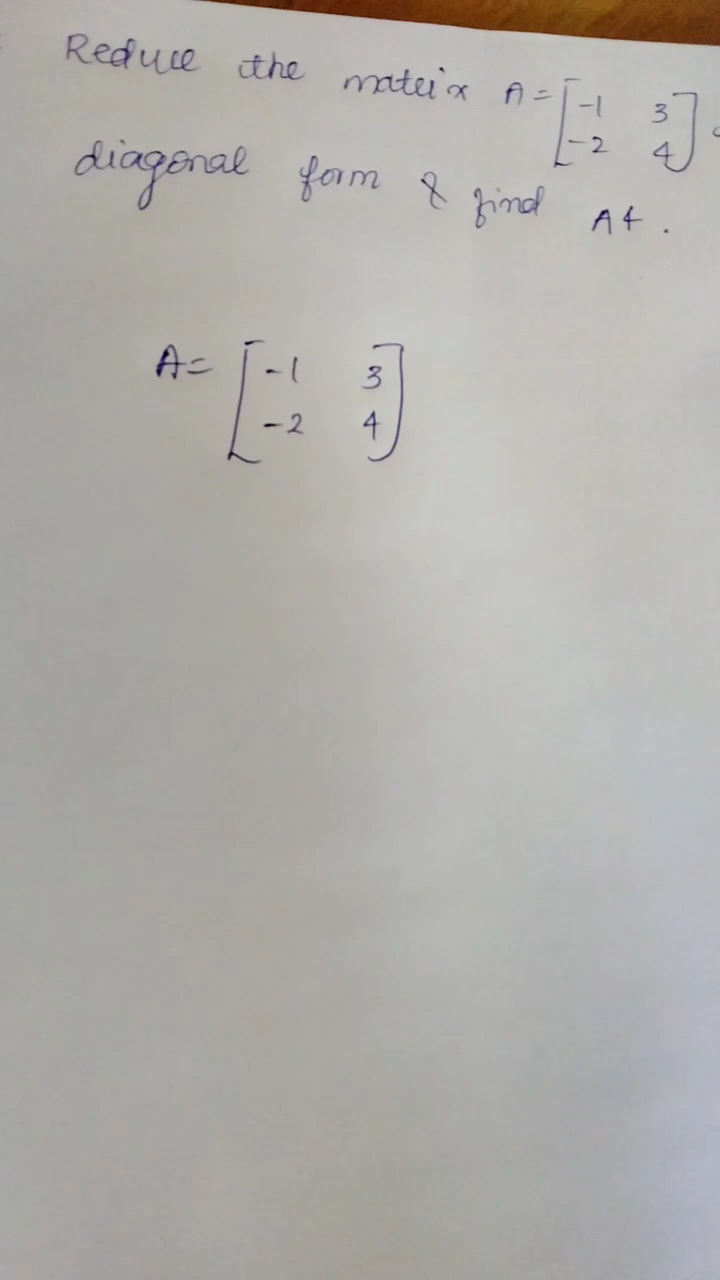 Reduce the matrix A = [-1 3
-2 4]
diagonal form & find A4.
A = [-1 3
-2 4]